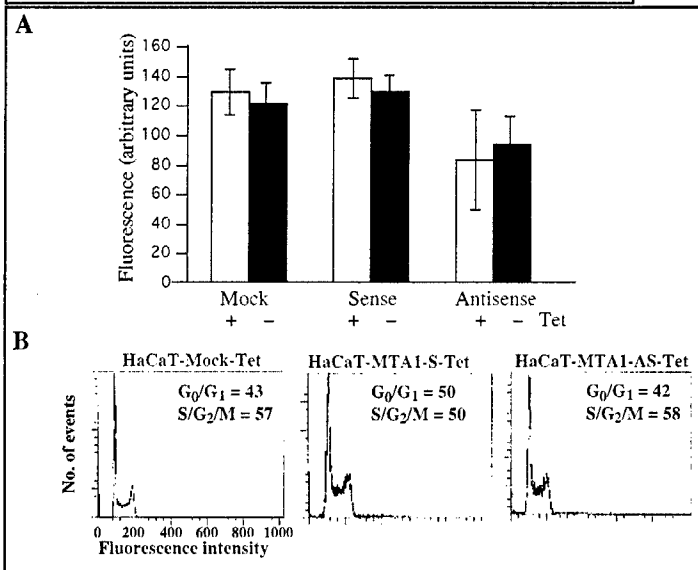 A
Fluorescence (arbitrary units)
160
140
120
100
80
60
40
20
0
Mock Sense Antisense
+ − + − + − Tet
B
HaCaT-Mock-Tet HaCaT-MTA1-S-Tet HaCaT-MTA1-AS-Tet
G0/G1 = 43 G0/G1 = 50 G0/G1 = 42
S/G2/M = 57 S/G2/M = 50 S/G2/M = 58
No. of events
0 200 400 600 800 1000
Fluorescence intensity